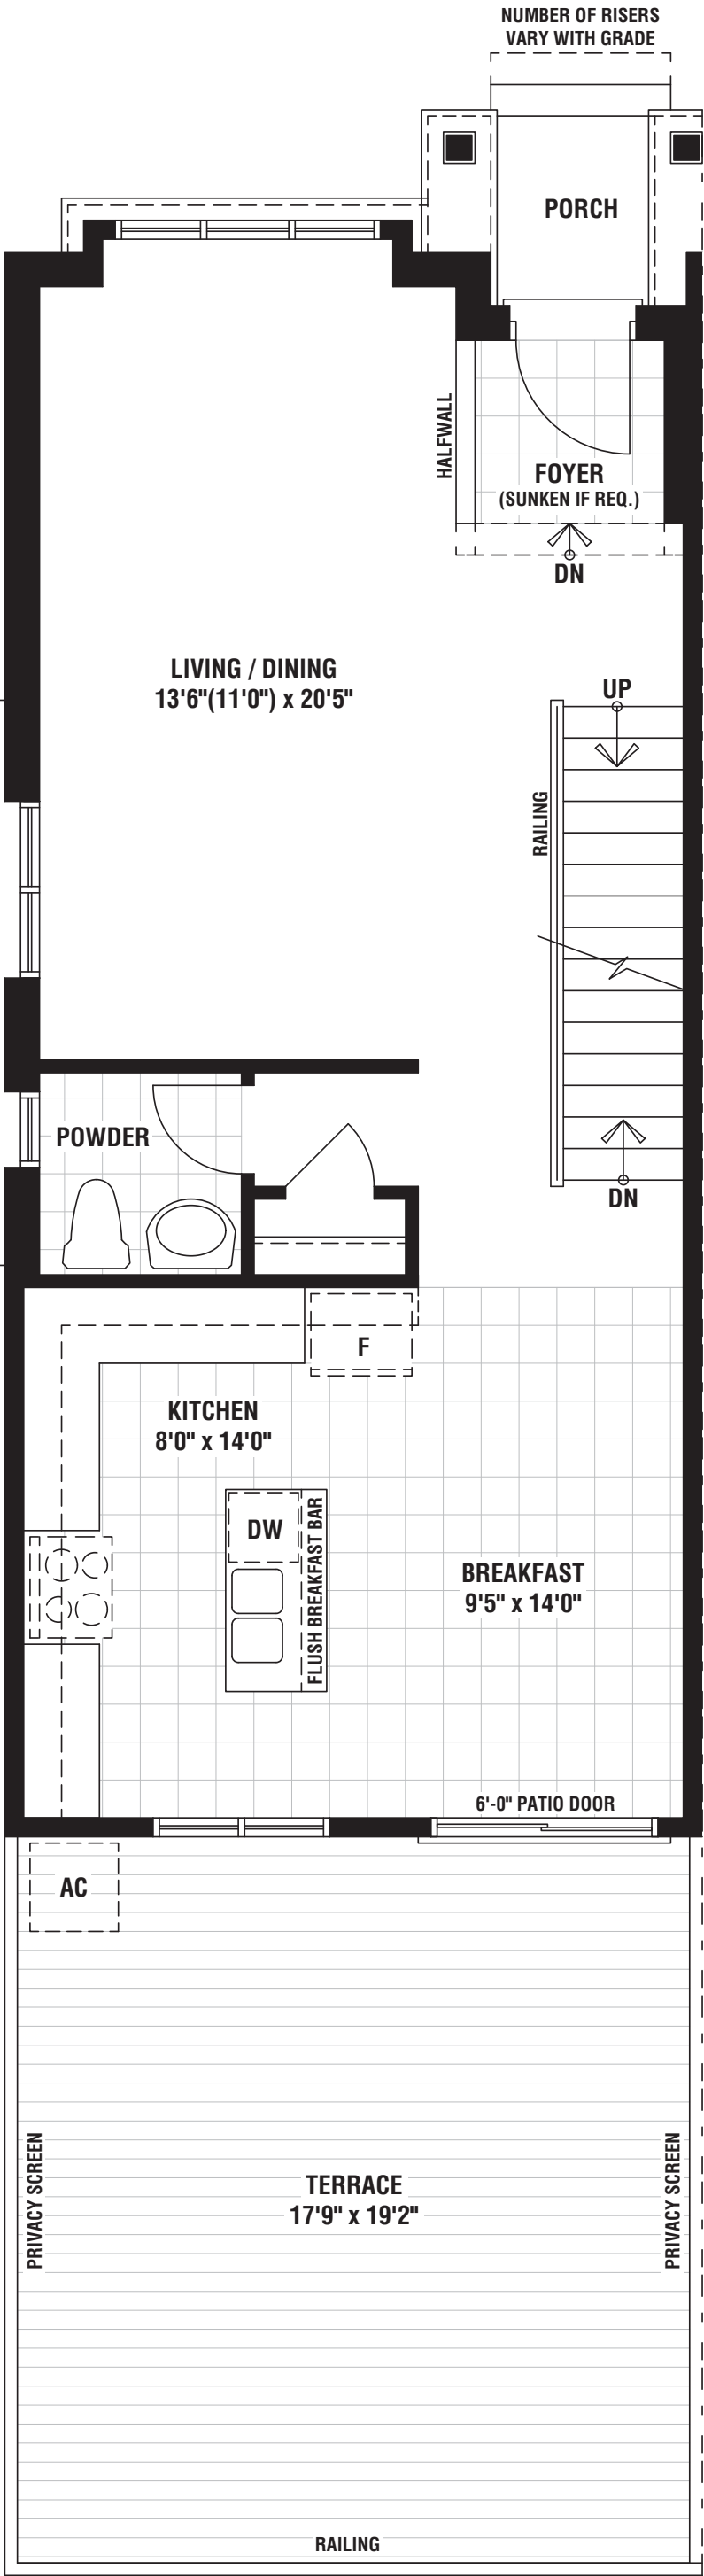 NUMBER OF RISERS
VARY WITH GRADE
PORCH
HALFWALL
FOYER
(SUNKEN IF REQ.)
DN
LIVING / DINING
13'6"(11'0") x 20'5"
UP
RAILING
POWDER
DN
F
KITCHEN
8'0" x 14'0"
DW
FLUSH BREAKFAST BAR
BREAKFAST
9'5" x 14'0"
6'-0" PATIO DOOR
AC
PRIVACY SCREEN
TERRACE
17'9" x 19'2"
PRIVACY SCREEN
RAILING